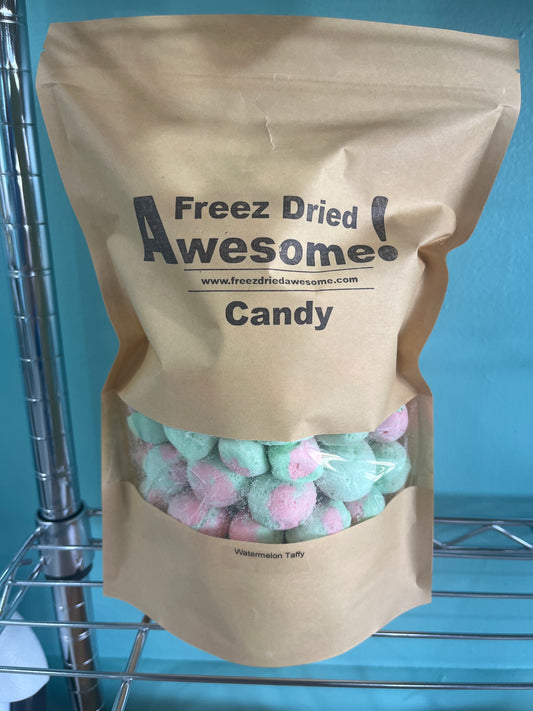 Freez Dried
Awesome!
www.freezdriedawesome.com
Candy
Watermelon Taffy